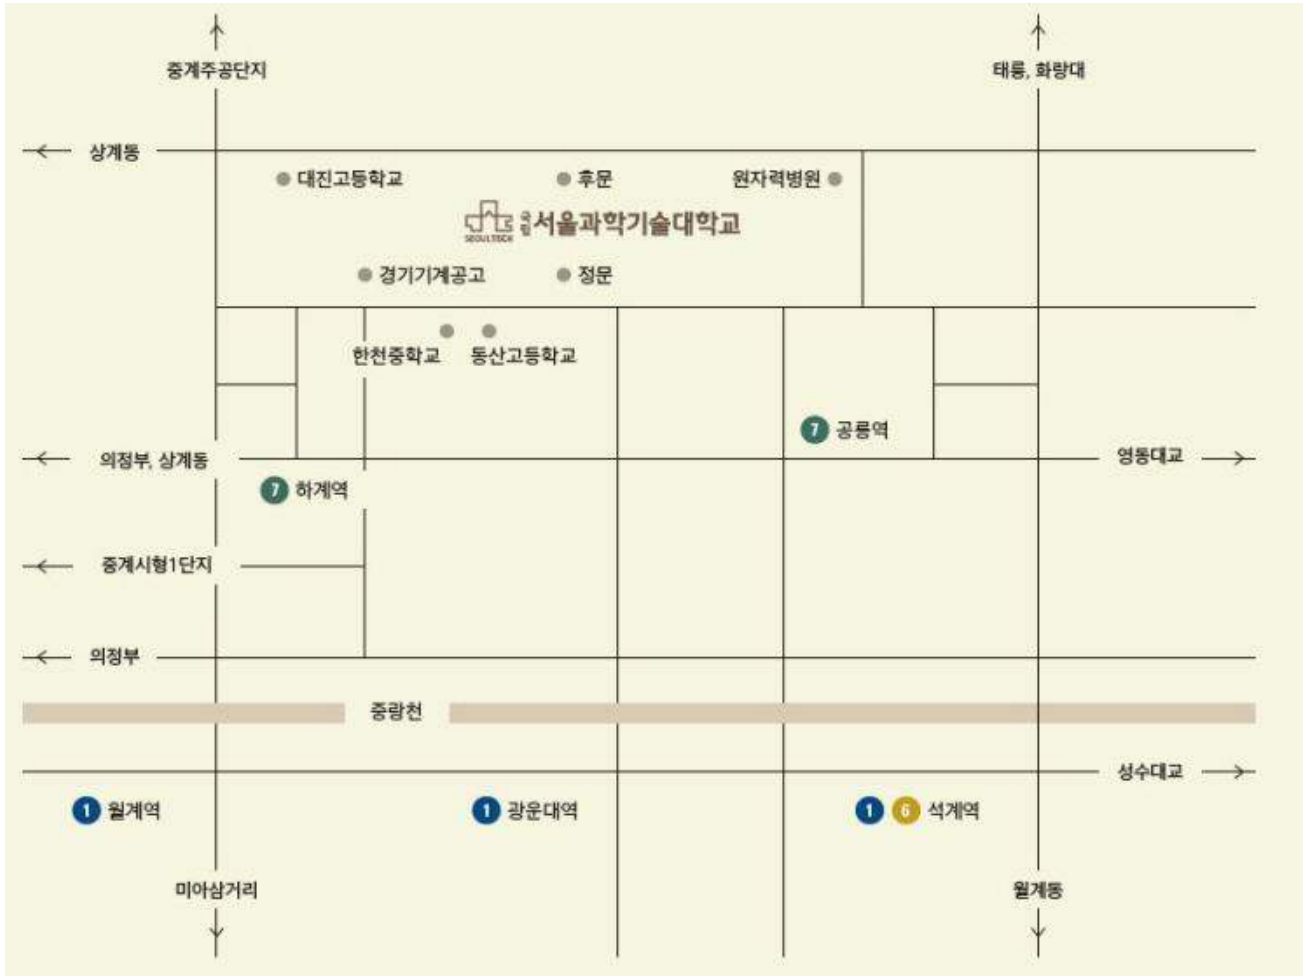 중계주공단지
태릉, 화랑대
상계동
대진고등학교
후문
원자력병원
SEOULTECH
국립 서울과학기술대학교
경기기계공고
정문
한천중학교
동산고등학교
7 공릉역
의정부, 상계동
영동대교
7 하계역
중계시형1단지
의정부
중랑천
성수대교
1 월계역
1 광운대역
1 6 석계역
미아삼거리
월계동